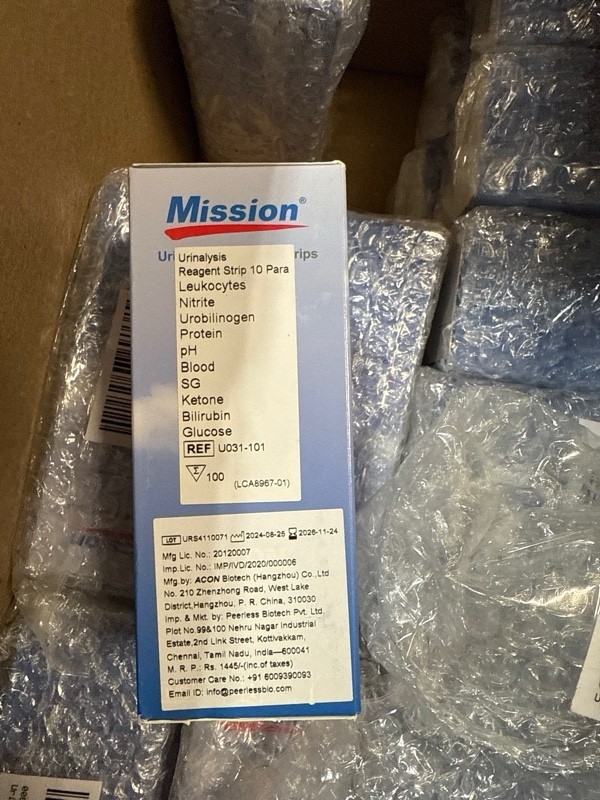 Mission®
Uri rips
Urinalysis
Reagent Strip 10 Para
Leukocytes
Nitrite
Urobilinogen
Protein
pH
Blood
SG
Ketone
Bilirubin
Glucose
REF U031-101
Σ 100 (LCA8967-01)
LOT URS4110071 2024-08-25 2026-11-24
Mfg Lic. No.: 20120007
Imp.Lic. No.: IMP/IVD/2020/000006
Mfg.by: ACON Biotech (Hangzhou) Co.,Ltd
No. 210 Zhenzhong Road, West Lake
District,Hangzhou, P. R. China, 310030
Imp. & Mkt. by: Peerless Biotech Pvt. Ltd.
Plot No.99&100 Nehru Nagar Industrial
Estate,2nd Link Street, Kottivakkam,
Chennai, Tamil Nadu, India—600041
M. R. P.: Rs. 1445/-(inc.of taxes)
Customer Care No.: +91 6009390093
Email ID: info@peerlessbio.com